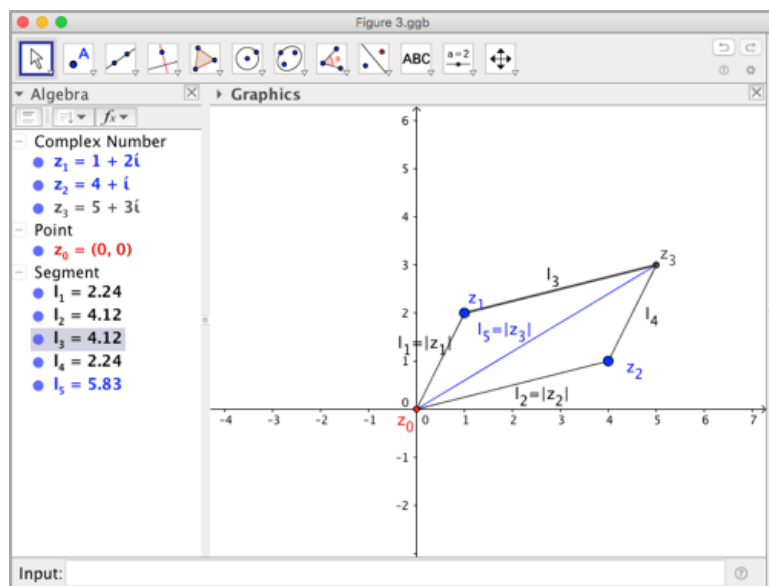 Figure 3.ggb
ABC a=2
Algebra
Graphics
fx
Complex Number
z₁ = 1 + 2í
z₂ = 4 + í
z₃ = 5 + 3í
Point
z₀ = (0, 0)
Segment
l₁ = 2.24
l₂ = 4.12
l₃ = 4.12
l₄ = 2.24
l₅ = 5.83
6
5
4
3
2
1
0
-1
-2
-4 -3 -2 -1 0 1 2 3 4 5 6 7
z₃
l₃
z₁
l₄
l₅=|z₃|
l₁=|z₁|
z₂
l₂=|z₂|
z₀
Input: